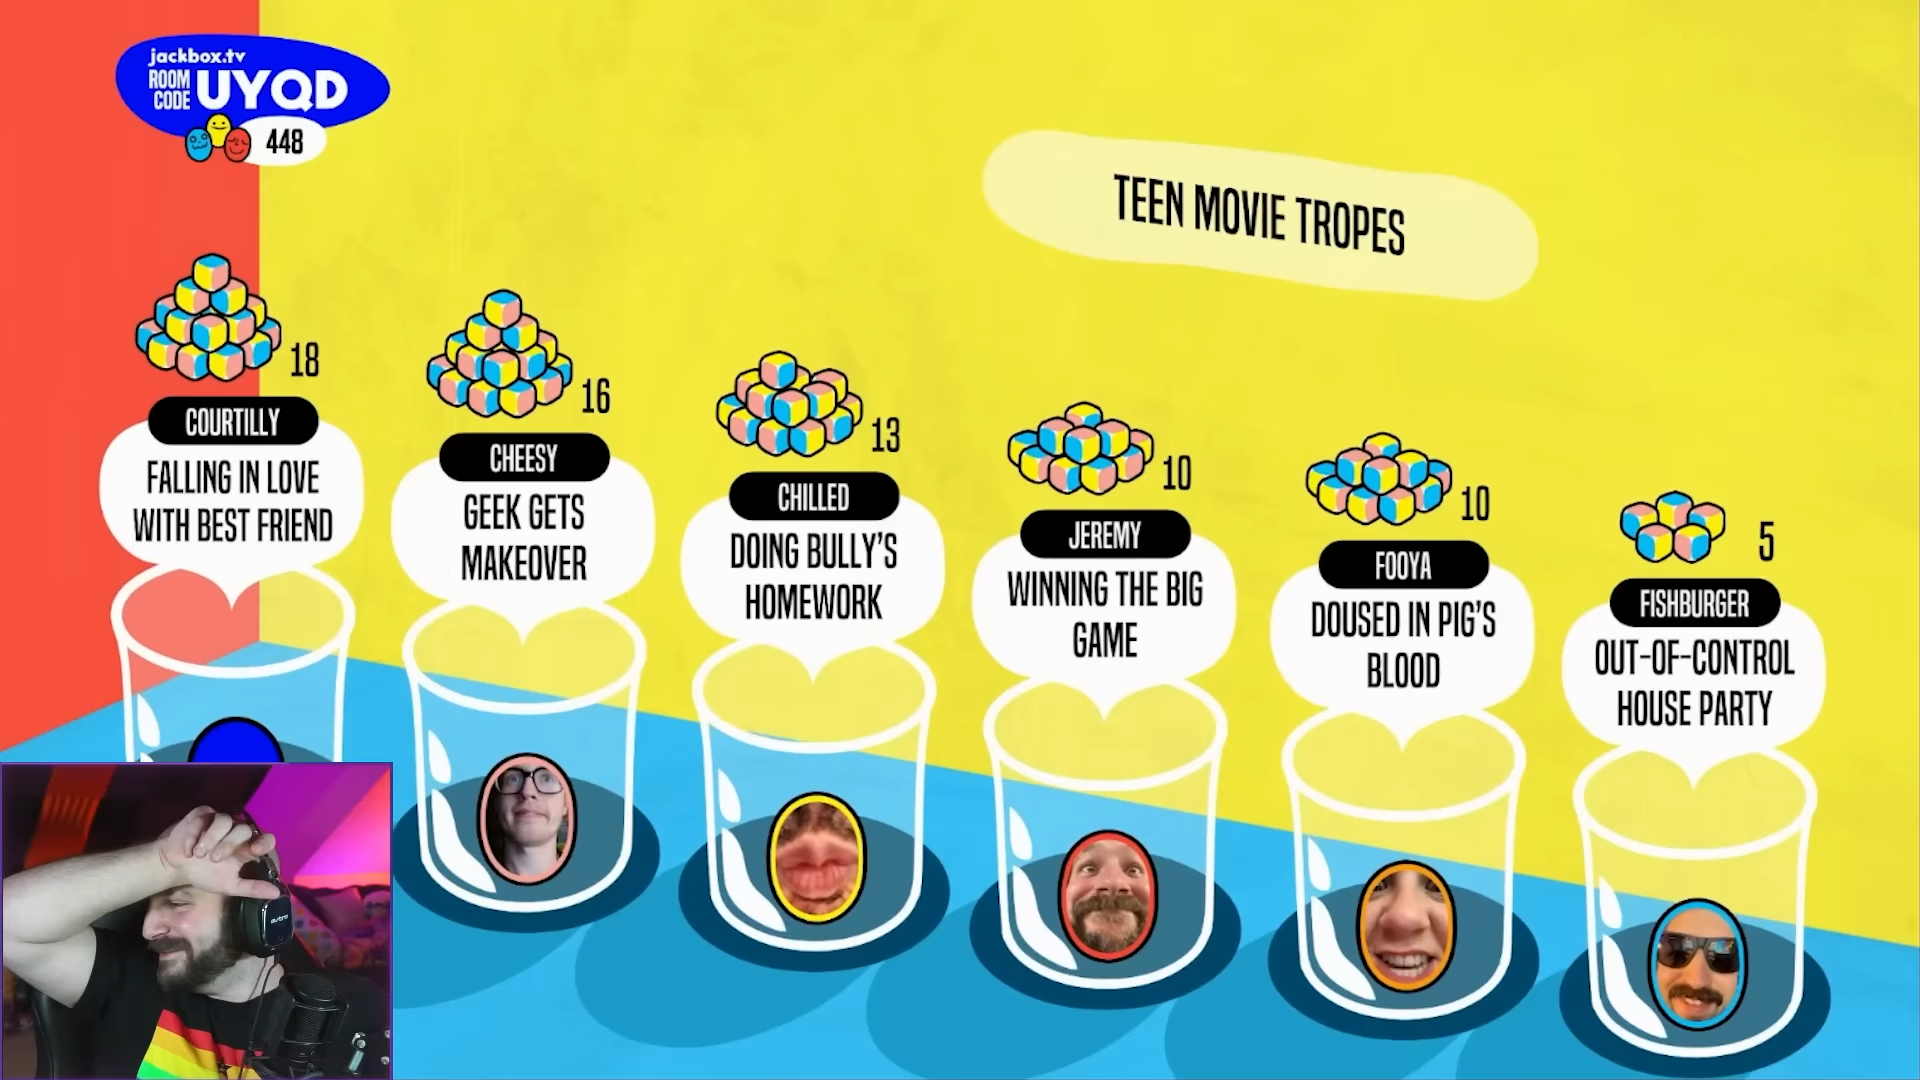 jackbox.tv
ROOM
CODE
UYQD
448
TEEN MOVIE TROPES
18
COURTILLY
FALLING IN LOVE
WITH BEST FRIEND
16
CHEESY
GEEK GETS
MAKEOVER
13
CHILLED
DOING BULLY'S
HOMEWORK
10
JEREMY
WINNING THE BIG
GAME
10
FOOYA
DOUSED IN PIG'S
BLOOD
5
FISHBURGER
OUT-OF-CONTROL
HOUSE PARTY
astro